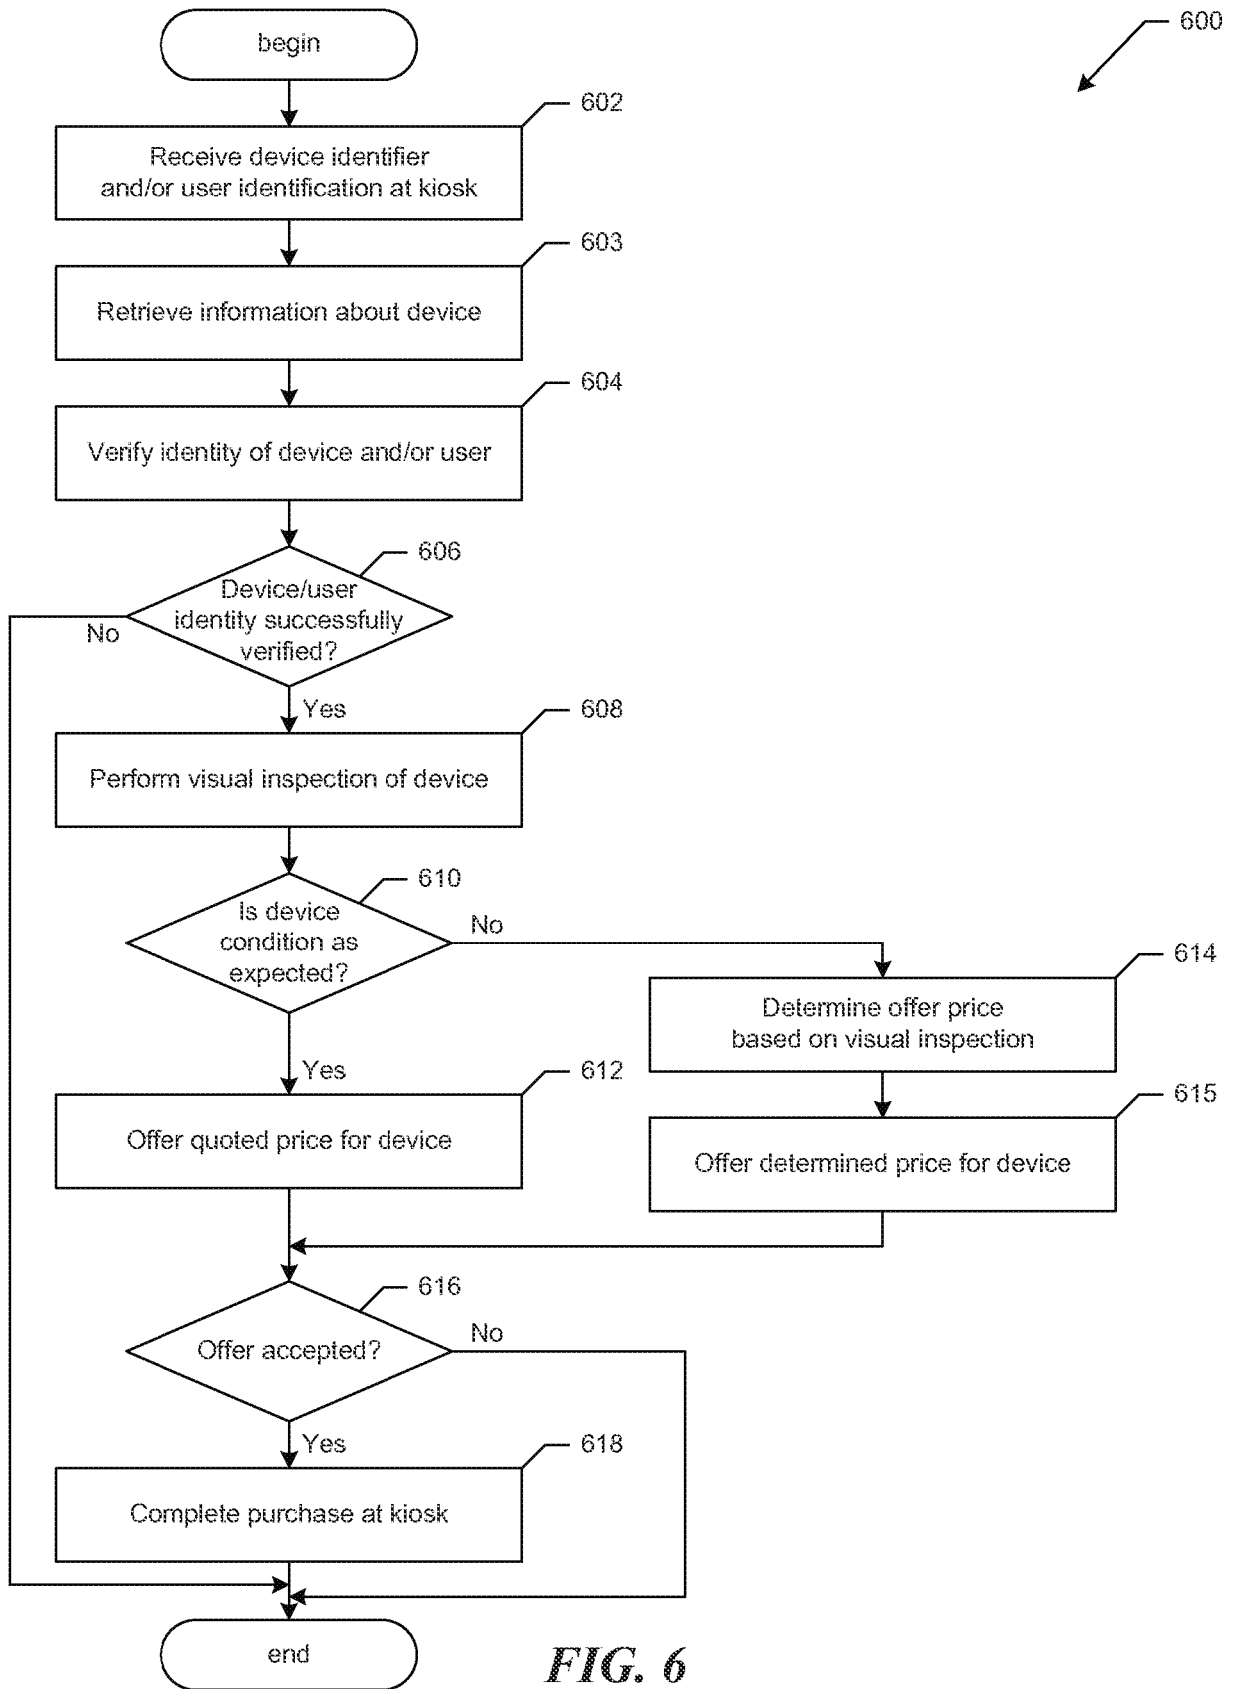 begin
600
602
Receive device identifier
and/or user identification at kiosk
603
Retrieve information about device
604
Verify identity of device and/or user
606
Device/user
identity successfully
verified?
No
Yes
608
Perform visual inspection of device
610
Is device
condition as
expected?
No
614
Determine offer price
based on visual inspection
Yes
612
Offer quoted price for device
615
Offer determined price for device
616
Offer accepted?
No
Yes
618
Complete purchase at kiosk
end
FIG. 6